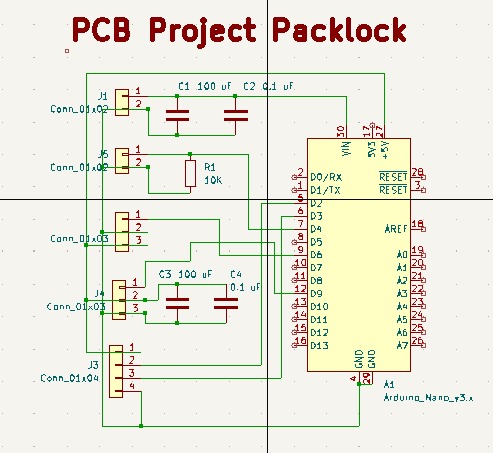 PCB Project Packlock
C1 100 uF
C2 0.1 uF
J1
Conn_01x02
1
2
J5
Conn_01x02
1
2
R1
10K
Conn_01x03
1
2
3
C3 100 uF
C4
0.1 uF
J4
Conn_01x03
1
2
3
J3
Conn_01x04
1
2
3
4
30
17
27
VIN
3V3
+5V
2 D0/RX
1 D1/TX
5 D2
6 D3
7 D4
8 D5
9 D6
10 D7
11 D8
12 D9
13 D10
14 D11
15 D12
16 D13
RESET 28
RESET 3
AREF 18
A0 19
A1 20
A2 21
A3 22
A4 23
A5 24
A6 25
A7 26
GND
GND
4
29
A1
Arduino_Nano_v3.x